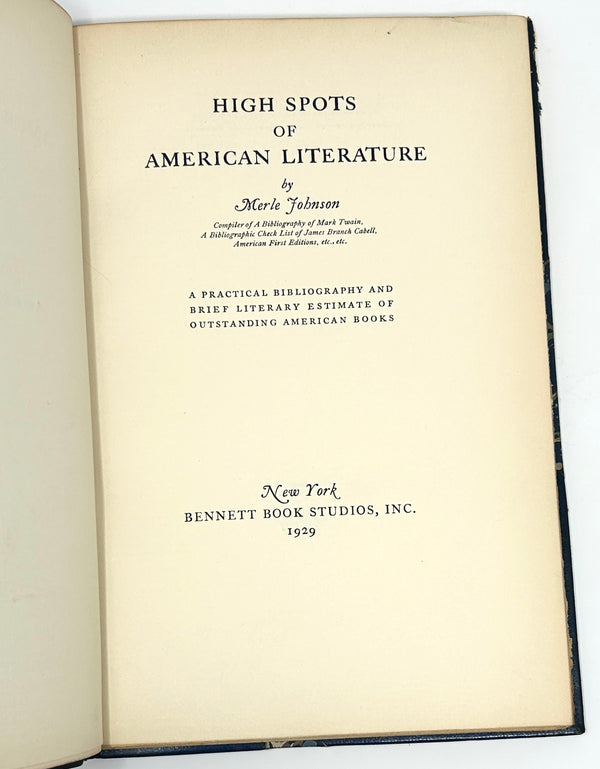 HIGH SPOTS
OF
AMERICAN LITERATURE
by
Merle Johnson
Compiler of A Bibliography of Mark Twain,
A Bibliographic Check List of James Branch Cabell,
American First Editions, etc., etc.
A PRACTICAL BIBLIOGRAPHY AND
BRIEF LITERARY ESTIMATE OF
OUTSTANDING AMERICAN BOOKS
New York
BENNETT BOOK STUDIOS, INC.
1929